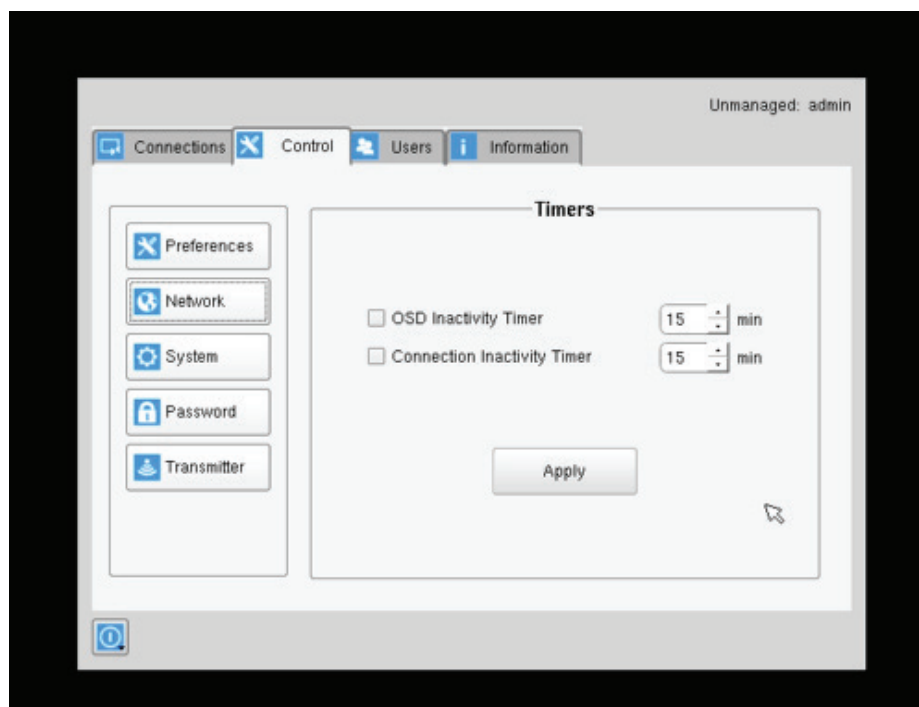 Unmanaged: admin
Connections Control Users Information
Timers
Preferences
Network
System
Password
Transmitter
OSD Inactivity Timer 15 min
Connection Inactivity Timer 15 min
Apply